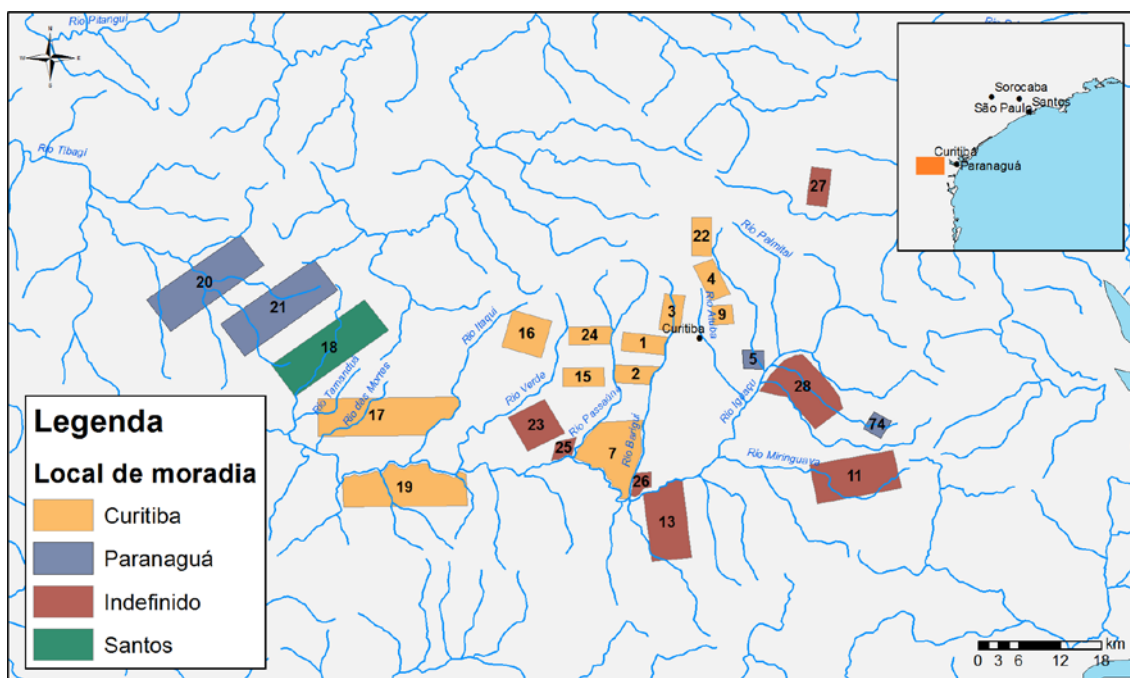 Rio Pitangui
N
W
E
S
Sorocaba
São Paulo
Santos
Curitiba
Paranaguá
Rio Tibagi
27
22
Rio Palmital
20
4
21
Rio Atuba
3
9
Rio Itaqui
16
24
1
Curitiba
18
5
15
2
28
Rio Tamanduá
Rio das Mortes
Rio Verde
Rio Passaúna
Rio Iguaçu
17
23
74
25
7
Rio Barigui
Rio Miringuava
19
26
11
13
Legenda
Local de moradia
Curitiba
Paranaguá
Indefinido
Santos
km
0 3 6 12 18